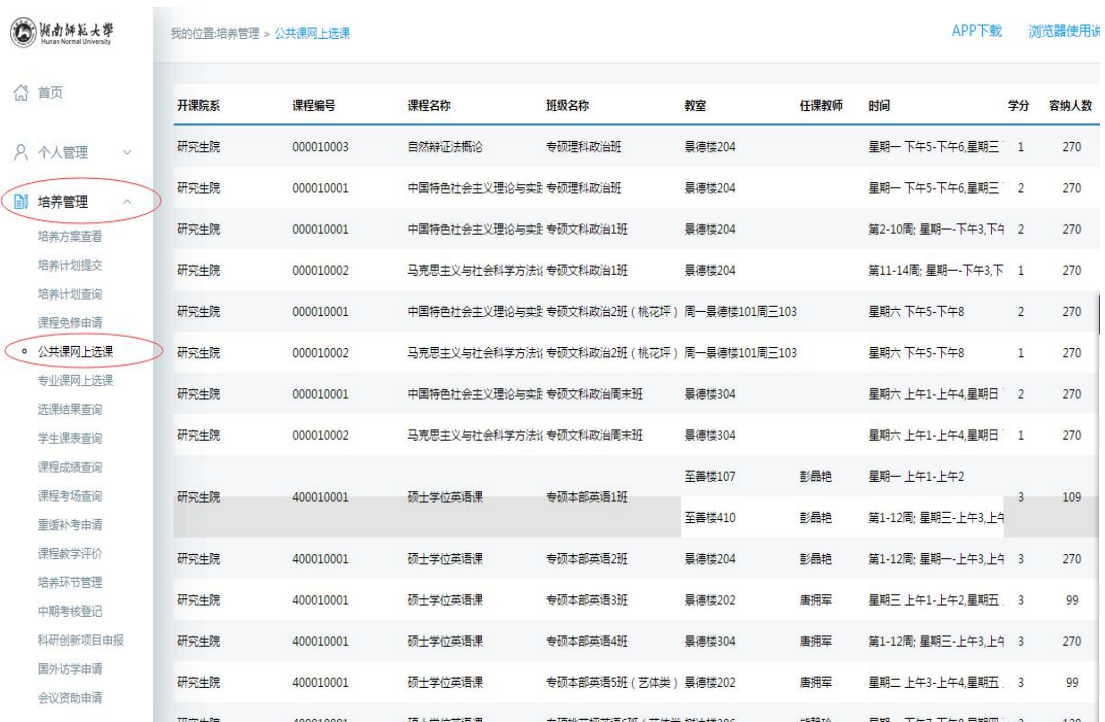 湖南师范大学
Hunan Normal University
我的位置:培养管理 > 公共课网上选课
APP下载
浏览器使用说
首页
个人管理
培养管理
培养方案查看
培养计划提交
培养计划查询
课程免修申请
公共课网上选课
专业课网上选课
选课结果查询
学生课表查询
课程成绩查询
课程考场查询
重缓补考申请
课程教学评价
培养环节管理
中期考核登记
科研创新项目申报
国外访学申请
会议资助申请
开课院系 课程编号 课程名称 班级名称 教室 任课教师 时间 学分 容纳人数
研究生院 000010003 自然辩证法概论 专硕理科政治班 景德楼204 星期一 下午5-下午6,星期三 1 270
研究生院 000010001 中国特色社会主义理论与实践 专硕理科政治班 景德楼204 星期一 下午5-下午6,星期三 2 270
研究生院 000010001 中国特色社会主义理论与实践 专硕文科政治1班 景德楼204 第2-10周; 星期一-下午3,下午 2 270
研究生院 000010002 马克思主义与社会科学方法论 专硕文科政治1班 景德楼204 第11-14周; 星期一-下午3,下 1 270
研究生院 000010001 中国特色社会主义理论与实践 专硕文科政治2班（桃花坪） 周一景德楼101周三103 星期六 下午5-下午8 2 270
研究生院 000010002 马克思主义与社会科学方法论 专硕文科政治2班（桃花坪） 周一景德楼101周三103 星期六 下午5-下午8 1 270
研究生院 000010001 中国特色社会主义理论与实践 专硕文科政治周末班 景德楼304 星期六 上午1-上午4,星期日 2 270
研究生院 000010002 马克思主义与社会科学方法论 专硕文科政治周末班 景德楼304 星期六 上午1-上午4,星期日 1 270
至善楼107 彭晶艳 星期一 上午1-上午2
研究生院 400010001 硕士学位英语课 专硕本部英语1班 3 109
至善楼410 彭晶艳 第1-12周; 星期三-上午3,上午
研究生院 400010001 硕士学位英语课 专硕本部英语2班 景德楼204 彭晶艳 第1-12周; 星期一-上午3,上午 3 270
研究生院 400010001 硕士学位英语课 专硕本部英语3班 景德楼202 唐拥军 星期三 上午1-上午2,星期五 3 99
研究生院 400010001 硕士学位英语课 专硕本部英语4班 景德楼304 唐拥军 第1-12周; 星期三-上午3,上午 3 270
研究生院 400010001 硕士学位英语课 专硕本部英语5班（艺体类） 景德楼202 唐拥军 星期二 上午3-上午4,星期五 3 99